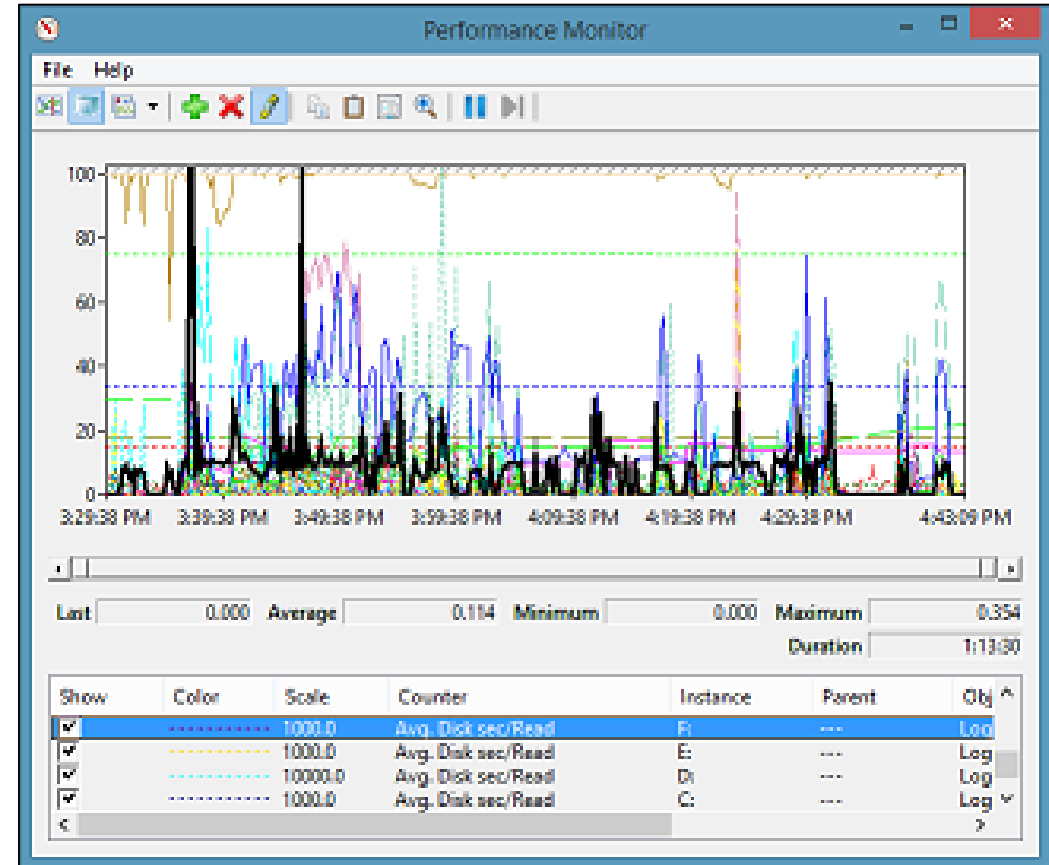 Performance Monitor
File Help
100
80
60
40
20
0
3:29:38 PM 3:39:38 PM 3:49:38 PM 3:59:38 PM 4:09:38 PM 4:19:38 PM 4:29:38 PM 4:43:09 PM
Last 0.000 Average 0.114 Minimum 0.000 Maximum 0.354
Duration 1:13:30
Show Color Scale Counter Instance Parent Obj
1000.0 Avg. Disk sec/Read F: --- Log
1000.0 Avg. Disk sec/Read E: --- Log
10000.0 Avg. Disk sec/Read D: --- Log
1000.0 Avg. Disk sec/Read C: --- Log